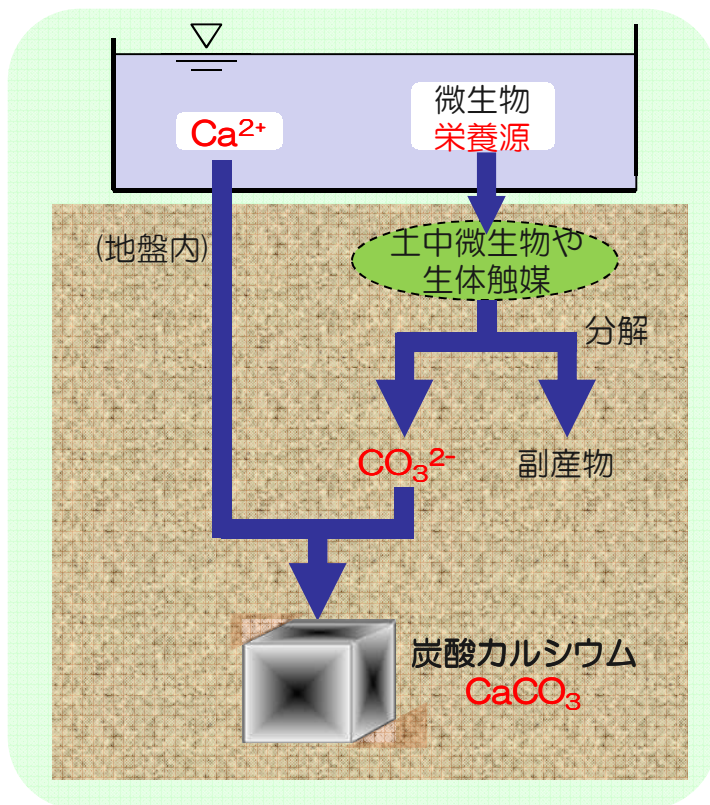 Ca²⁺
微生物
栄養源
(地盤内)
土中微生物や
生体触媒
分解
CO₃²⁻
副産物
炭酸カルシウム
CaCO₃